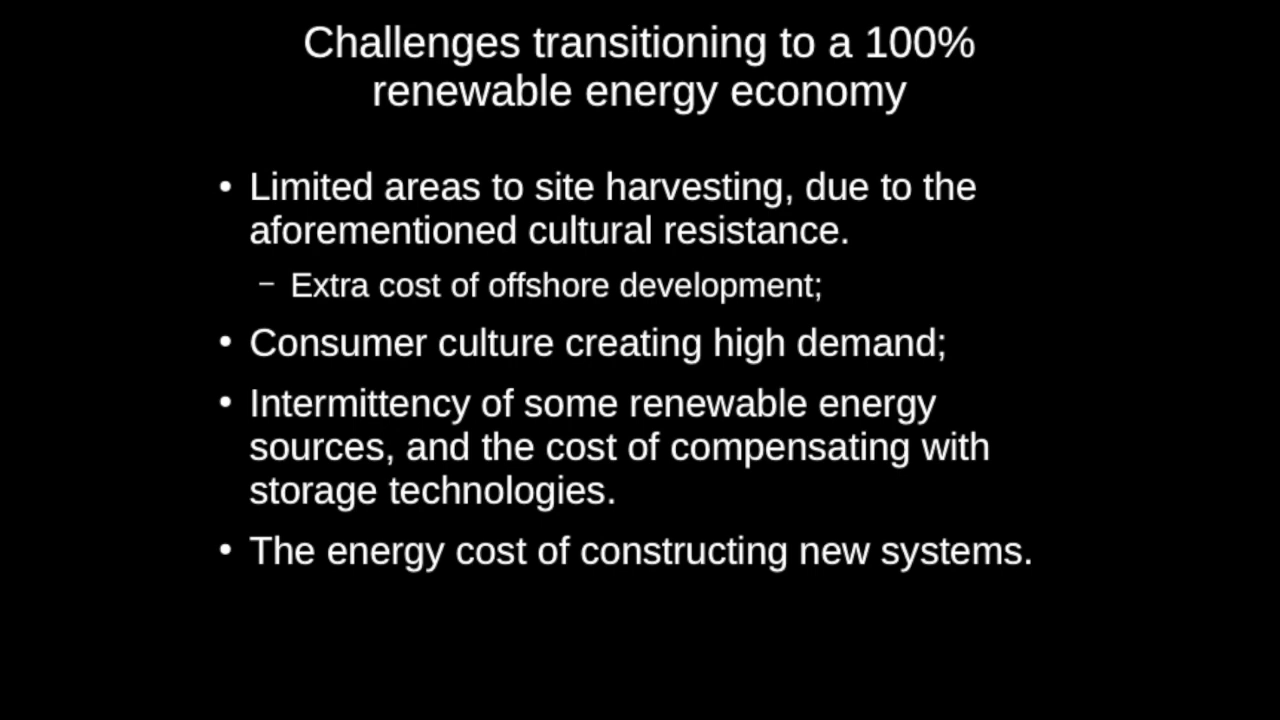 Challenges transitioning to a 100%
renewable energy economy
• Limited areas to site harvesting, due to the
aforementioned cultural resistance.
– Extra cost of offshore development;
• Consumer culture creating high demand;
• Intermittency of some renewable energy
sources, and the cost of compensating with
storage technologies.
• The energy cost of constructing new systems.